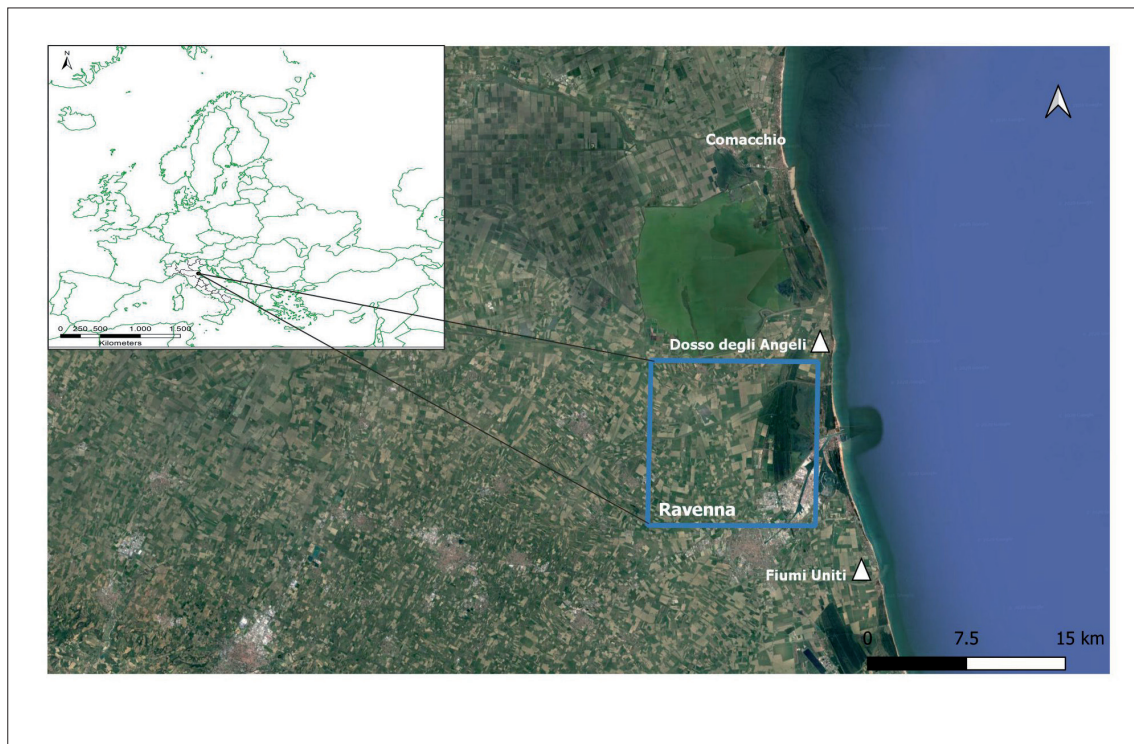 N
0 250 500 1.000 1.500
Kilometers
Comacchio
Dosso degli Angeli
Ravenna
Fiumi Uniti
0 7.5 15 km